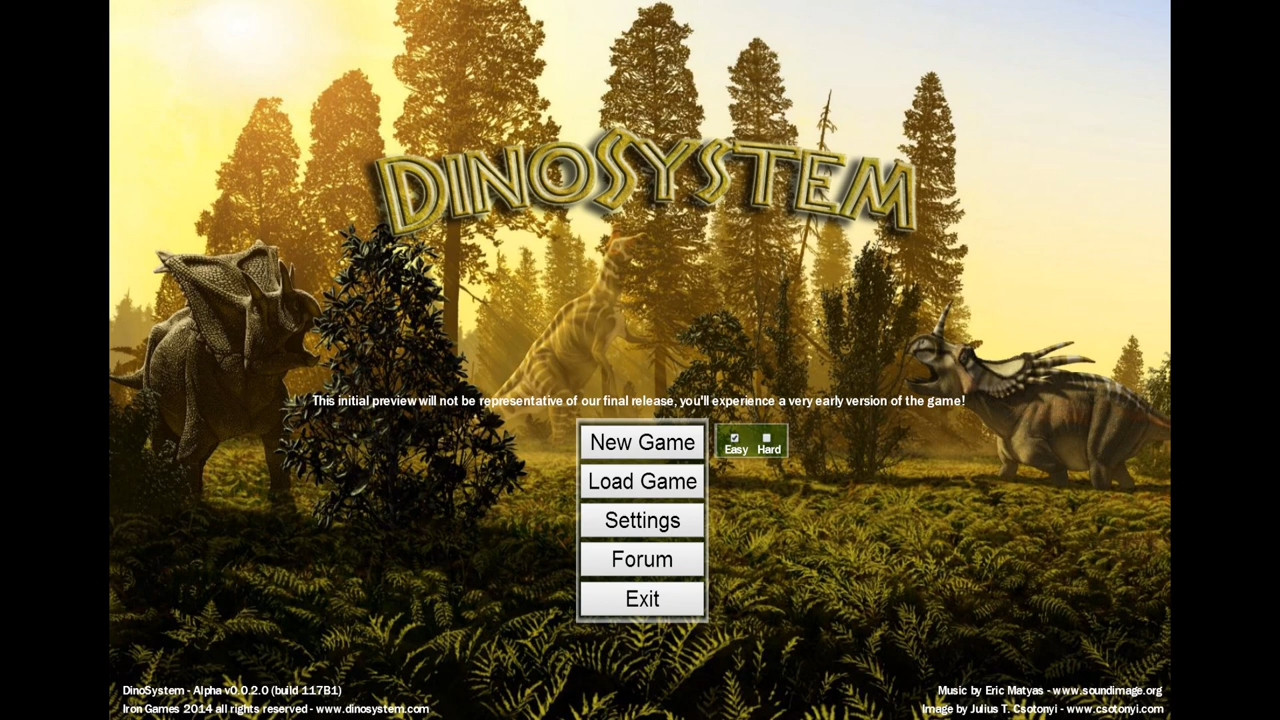 DINOSYSTEM
This initial preview will not be representative of our final release, you'll experience a very early version of the game!
New Game
Easy Hard
Load Game
Settings
Forum
Exit
DinoSystem - Alpha v0.0.2.0 (build 117B1)
Iron Games 2014 all rights reserved - www.dinosystem.com
Music by Eric Matyas - www.soundimage.org
Image by Julius T. Csotonyi - www.csotonyi.com